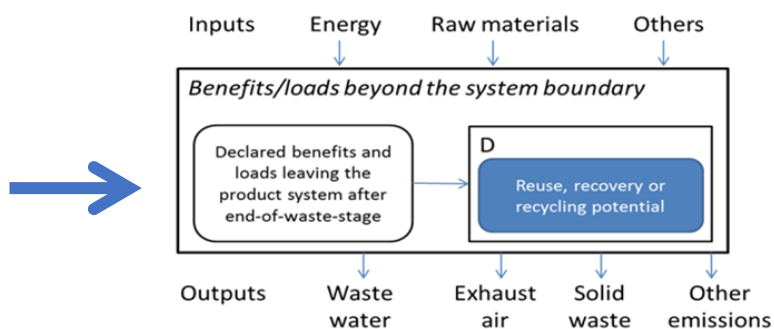 Inputs Energy Raw materials Others
Benefits/loads beyond the system boundary
Declared benefits and
loads leaving the
product system after
end-of-waste-stage
D
Reuse, recovery or
recycling potential
Outputs Waste water Exhaust air Solid waste Other emissions